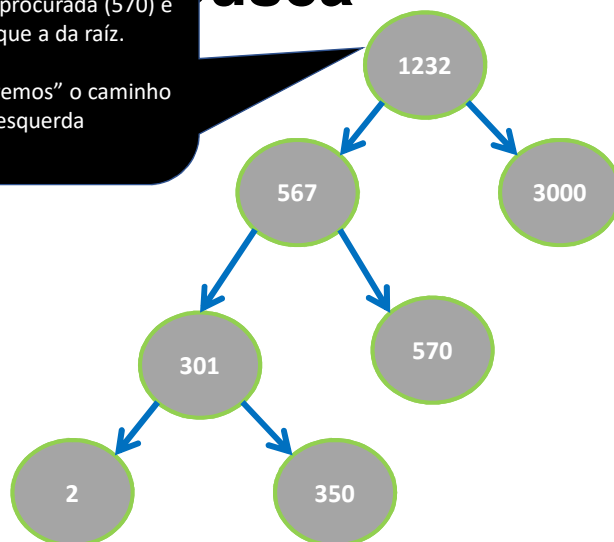 procurada (570) é
que a da raíz.
emos” o caminho
esquerda
1232
567
3000
301
570
2
350